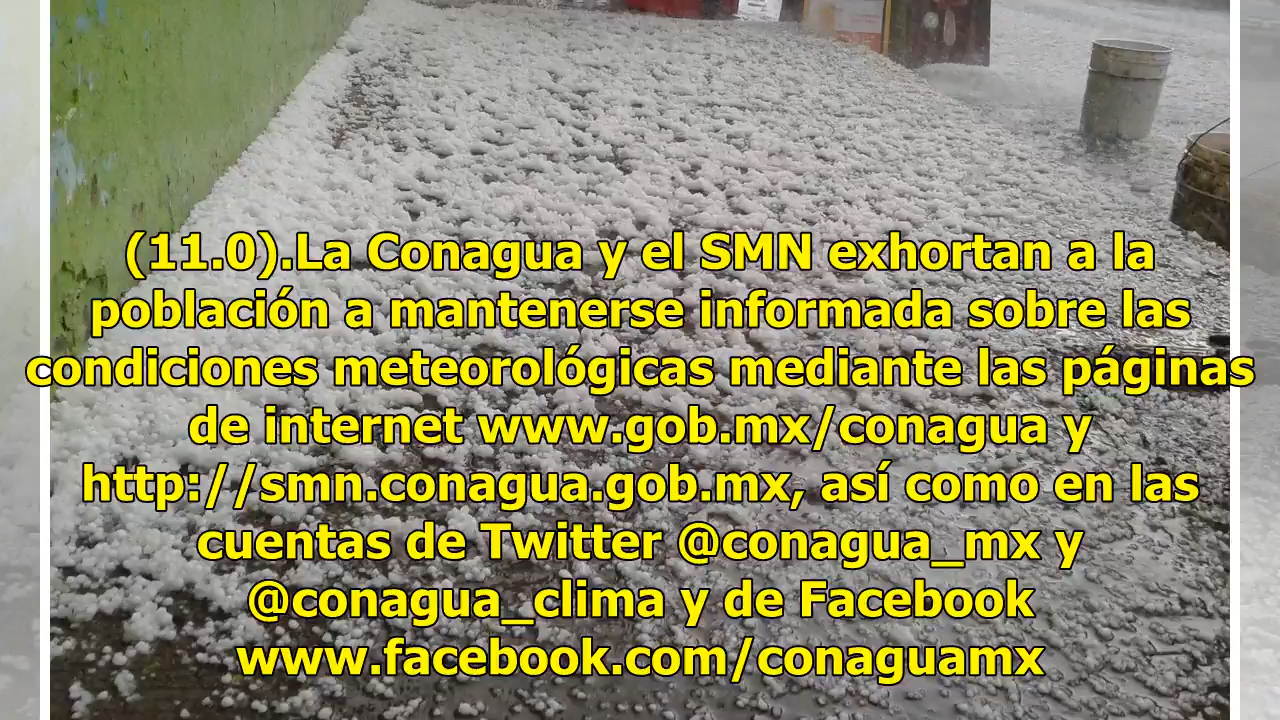 (11.0).La Conagua y el SMN exhortan a la
población a mantenerse informada sobre las
condiciones meteorológicas mediante las páginas
de internet www.gob.mx/conagua y
http://smn.conagua.gob.mx, así como en las
cuentas de Twitter @conagua_mx y
@conagua_clima y de Facebook
www.facebook.com/conaguamx